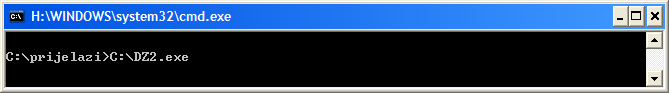 H:\WINDOWS\system32\cmd.exe
C:\prijelazi>C:\DZ2.exe